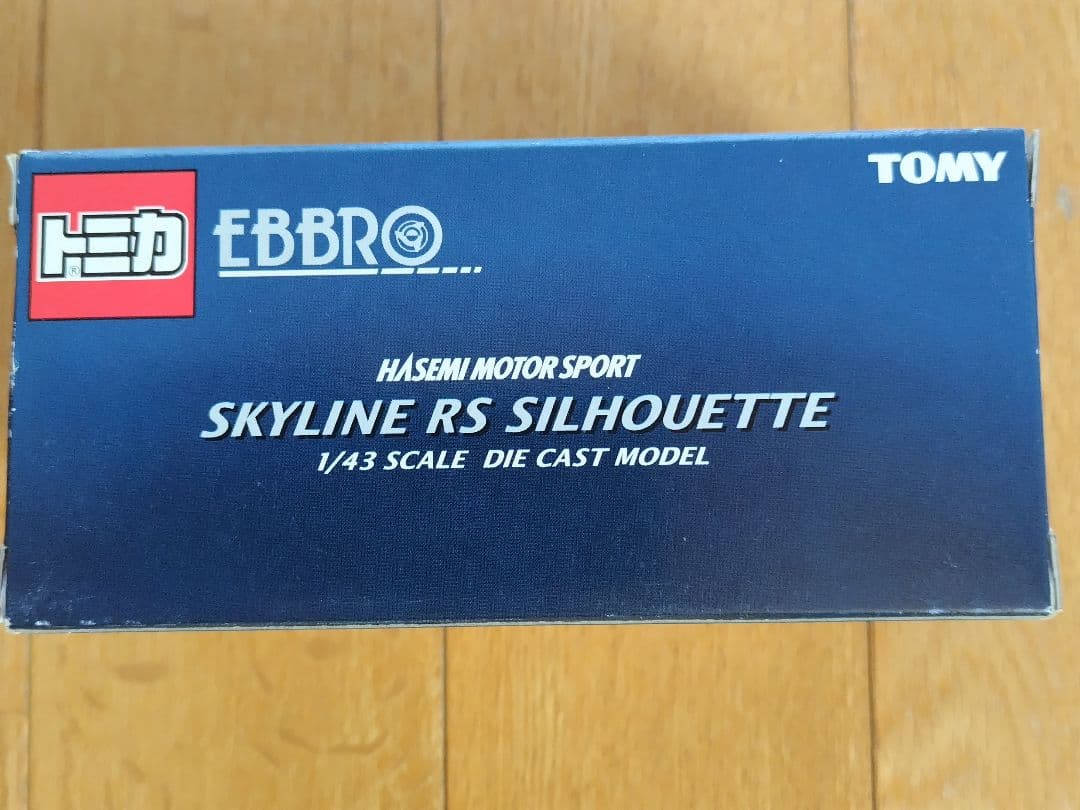 TOMY
トミカ®
EBBRO
HASEMI MOTOR SPORT
SKYLINE RS SILHOUETTE
1/43 SCALE DIE CAST MODEL